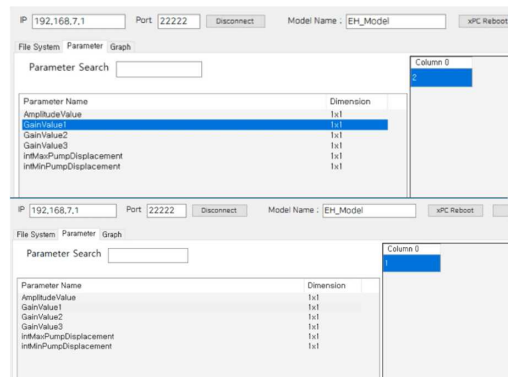 IP 192,168,7,1 Port 22222 Disconnect Model Name : EH_Model xPC Reboot
File System Parameter Graph
Parameter Search
Column 0
2
Parameter Name Dimension
AmplitudeValue 1x1
GainValue1 1x1
GainValue2 1x1
GainValue3 1x1
intMaxPumpDisplacement 1x1
intMinPumpDisplacement 1x1
IP 192,168,7,1 Port 22222 Disconnect Model Name : EH_Model xPC Reboot
File System Parameter Graph
Parameter Search
Column 0
1
Parameter Name Dimension
AmplitudeValue 1x1
GainValue1 1x1
GainValue2 1x1
GainValue3 1x1
intMaxPumpDisplacement 1x1
intMinPumpDisplacement 1x1